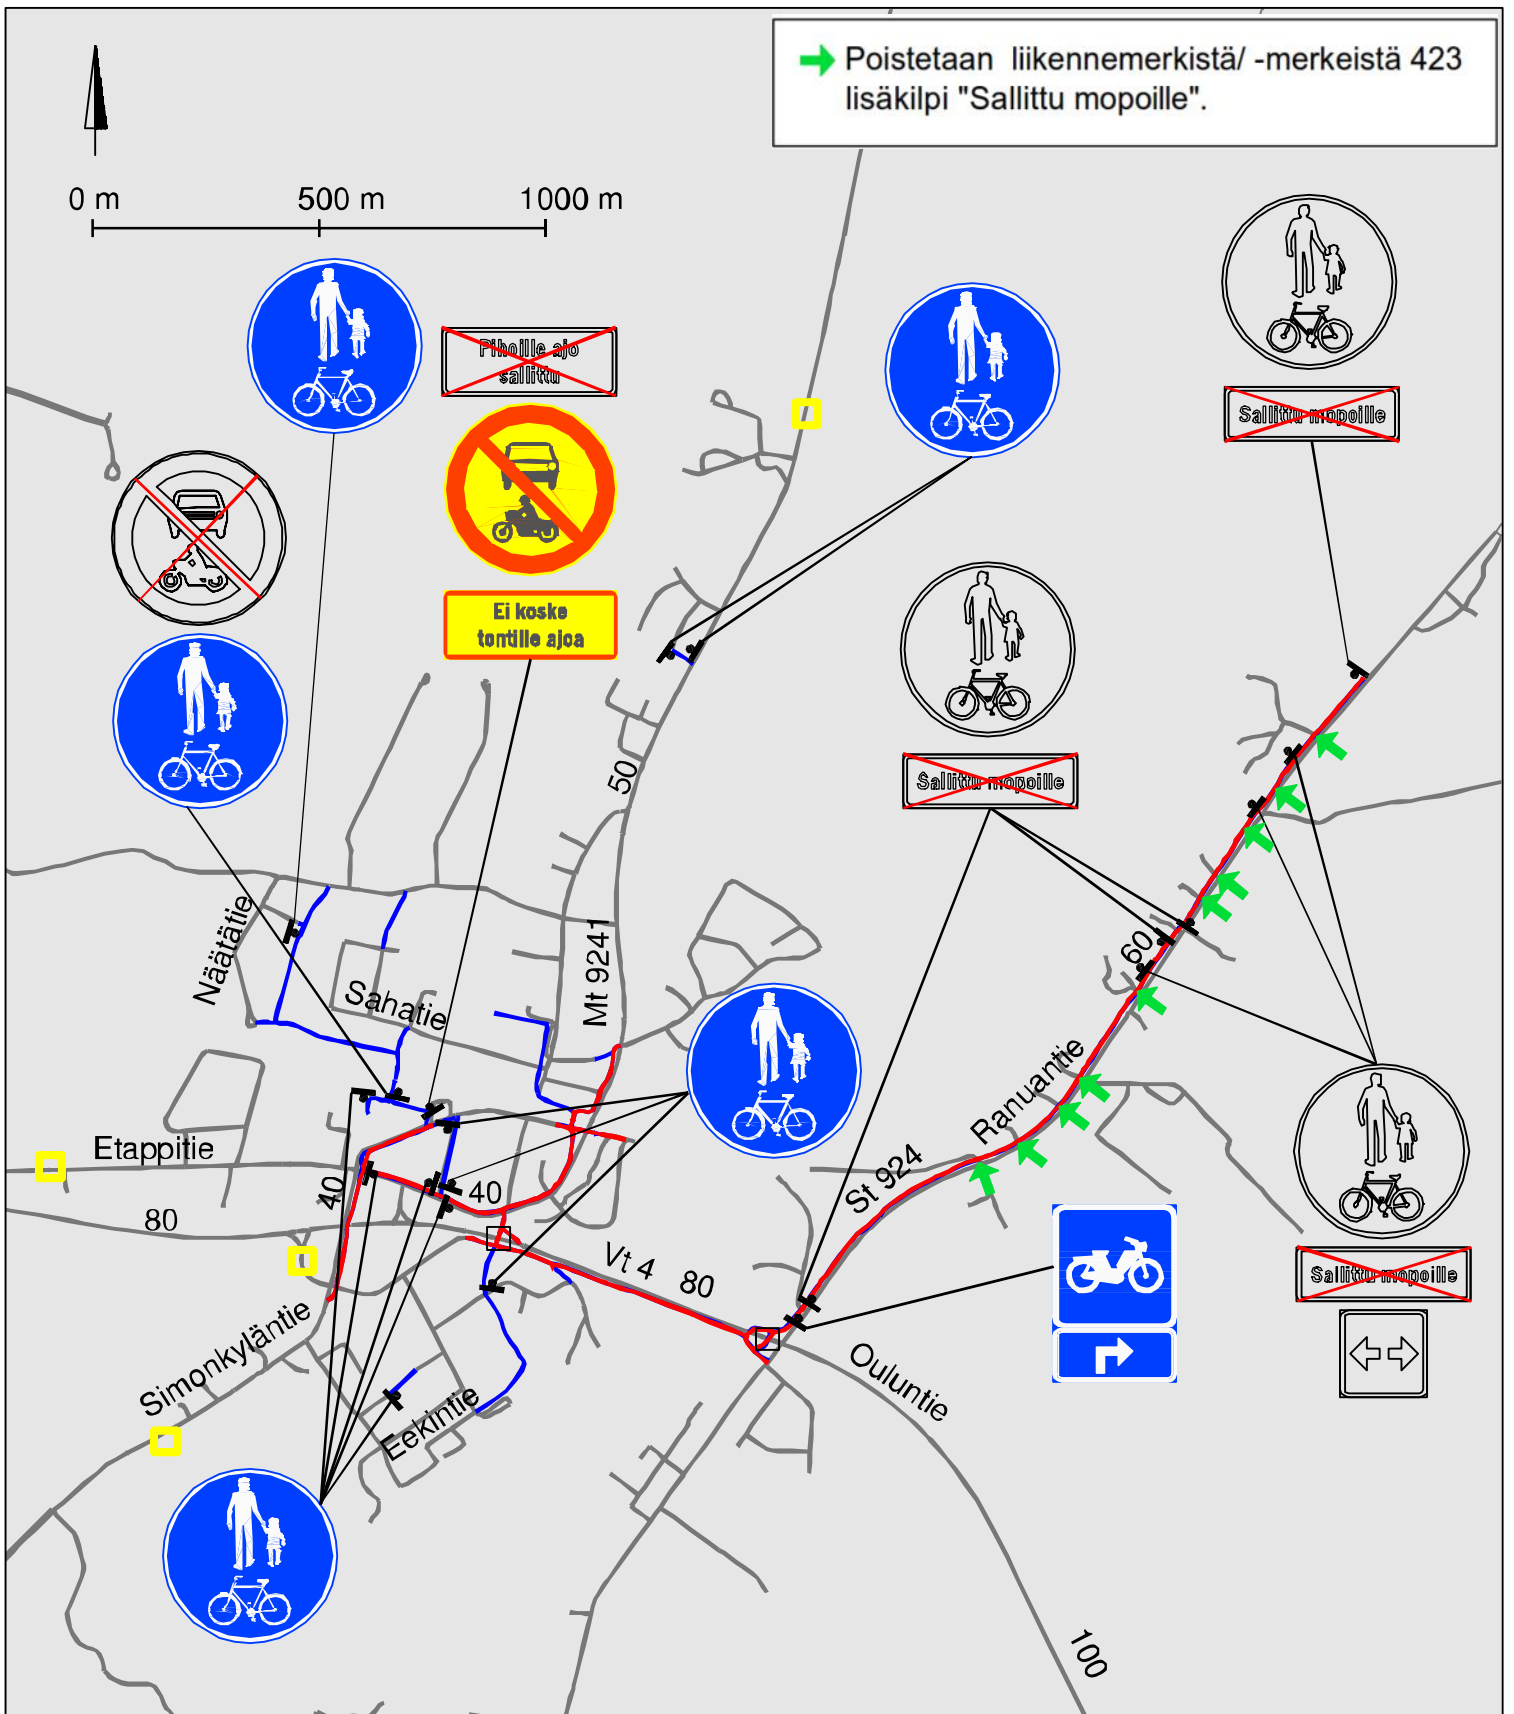 Poistetaan liikennemerkistä/ -merkeistä 423
lisäkilpi "Sallittu mopoille".
0 m 500 m 1000 m
Pihoille ajo
sallittu
Sallittu mopoille
Ei koske
tontille ajoa
50
Sallittu mopoille
Näätätie
Sahatie
Mt 9241
60
Ranuantie
Etappitie
40
40
St 924
80
Vt 4 80
Sallittu mopoille
Simonkyläntie
Ouluntie
Eekintie
100